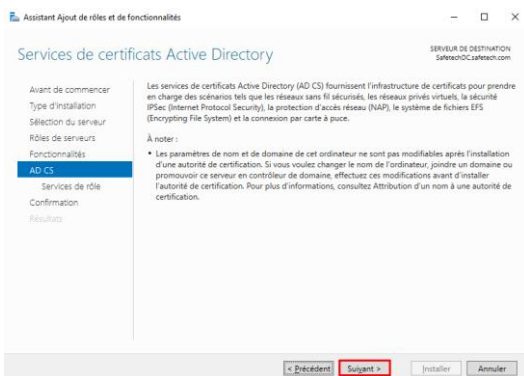 Assistant Ajout de rôles et de fonctionnalités
Services de certificats Active Directory
SERVEUR DE DESTINATION
SafetechDC.safetech.com
Avant de commencer
Type d'installation
Sélection du serveur
Rôles de serveurs
Fonctionnalités
AD CS
Services de rôle
Confirmation
Résultats
Les services de certificats Active Directory (AD CS) fournissent l'infrastructure de certificats pour prendre
en charge des scénarios tels que les réseaux sans fil sécurisés, les réseaux privés virtuels, la sécurité
IPSec (Internet Protocol Security), la protection d'accès réseau (NAP), le système de fichiers EFS
(Encrypting File System) et la connexion par carte à puce.
À noter :
• Les paramètres de nom et de domaine de cet ordinateur ne sont pas modifiables après l'installation
d'une autorité de certification. Si vous voulez changer le nom de l'ordinateur, joindre un domaine ou
promouvoir ce serveur en contrôleur de domaine, effectuez ces modifications avant d'installer
l'autorité de certification. Pour plus d'informations, consultez Attribution d'un nom à une autorité de
certification.
< Précédent
Suivant >
Installer
Annuler